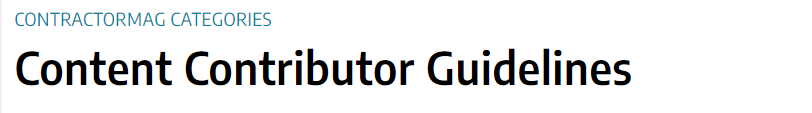 CONTRACTORMAG CATEGORIES
Content Contributor Guidelines